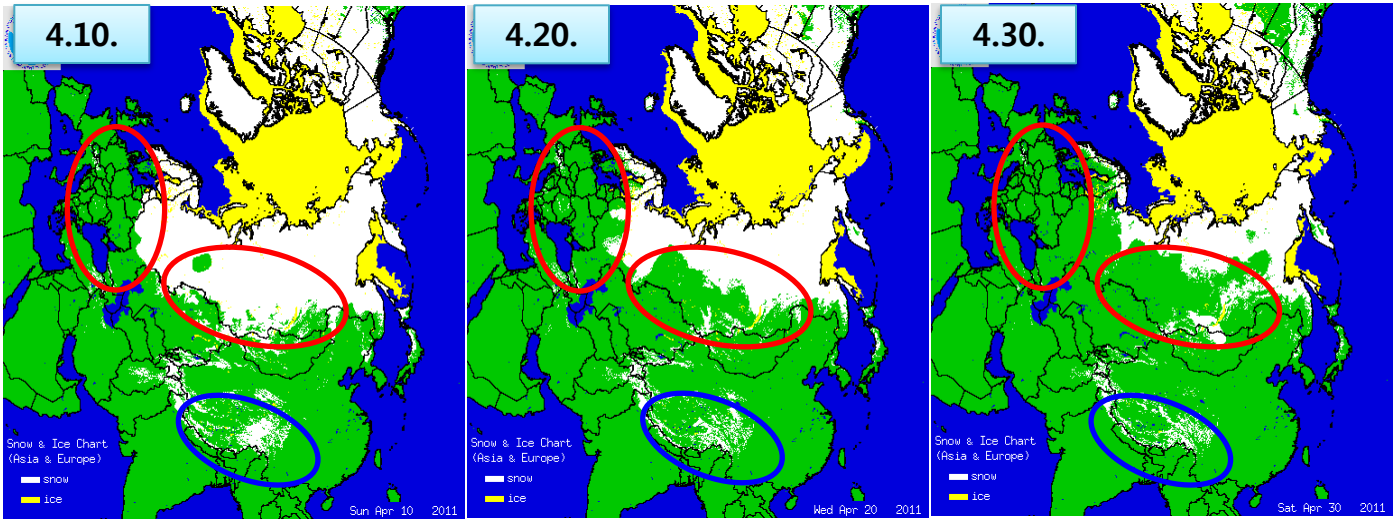 4.10.
Snow & Ice Chart
(Asia & Europe)
snow
ice
Sun Apr 10 2011
4.20.
Snow & Ice Chart
(Asia & Europe)
snow
ice
Wed Apr 20 2011
4.30.
Snow & Ice Chart
(Asia & Europe)
snow
ice
Sat Apr 30 2011